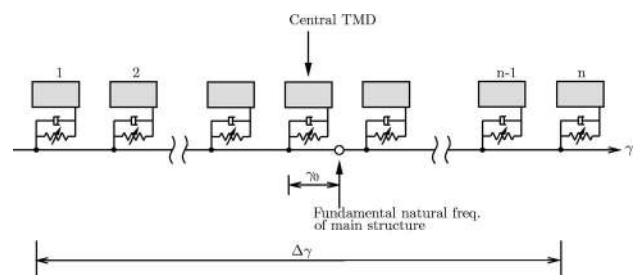 Central TMD
1 2 n-1 n
γ
γ₀
Fundamental natural freq.
of main structure
Δγ